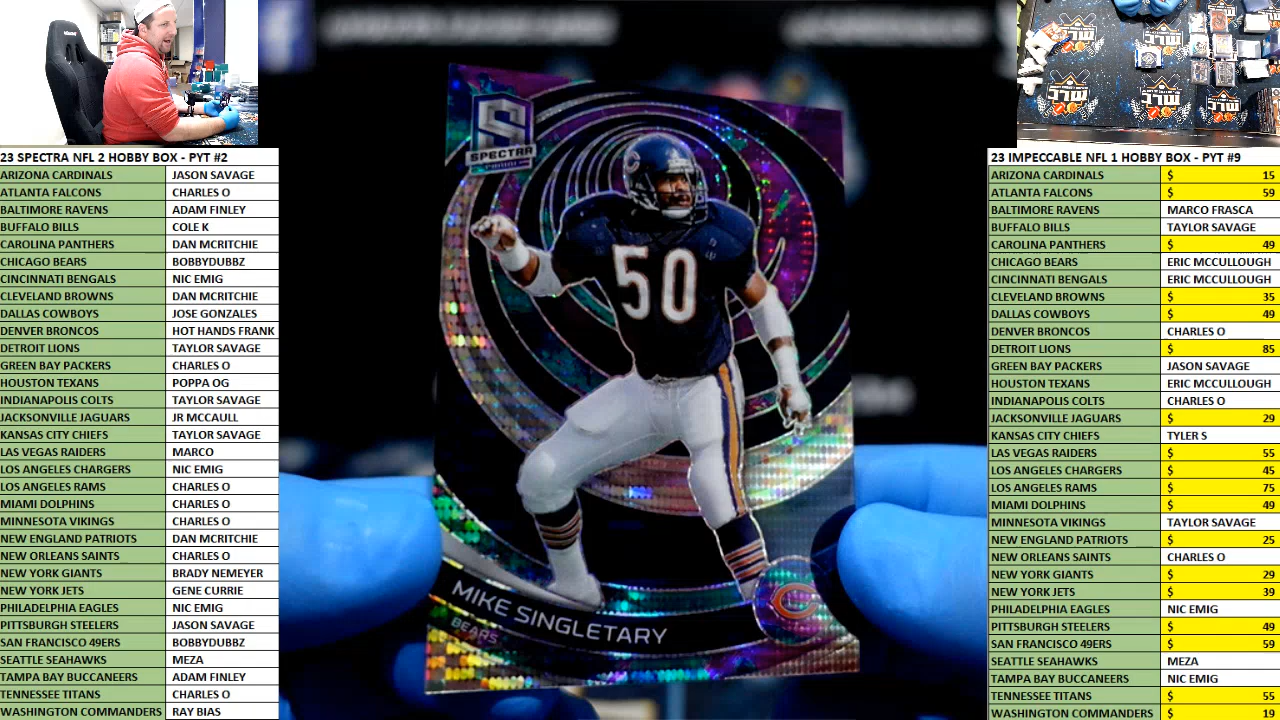 23 SPECTRA NFL 2 HOBBY BOX - PYT #2
ARIZONA CARDINALS JASON SAVAGE
ATLANTA FALCONS CHARLES O
BALTIMORE RAVENS ADAM FINLEY
BUFFALO BILLS COLE K
CAROLINA PANTHERS DAN MCRITCHIE
CHICAGO BEARS BOBBYDUBBZ
CINCINNATI BENGALS NIC EMIG
CLEVELAND BROWNS DAN MCRITCHIE
DALLAS COWBOYS JOSE GONZALES
DENVER BRONCOS HOT HANDS FRANK
DETROIT LIONS TAYLOR SAVAGE
GREEN BAY PACKERS CHARLES O
HOUSTON TEXANS POPPA OG
INDIANAPOLIS COLTS TAYLOR SAVAGE
JACKSONVILLE JAGUARS JR MCCAULL
KANSAS CITY CHIEFS TAYLOR SAVAGE
LAS VEGAS RAIDERS MARCO
LOS ANGELES CHARGERS NIC EMIG
LOS ANGELES RAMS CHARLES O
MIAMI DOLPHINS CHARLES O
MINNESOTA VIKINGS CHARLES O
NEW ENGLAND PATRIOTS DAN MCRITCHIE
NEW ORLEANS SAINTS CHARLES O
NEW YORK GIANTS BRADY NEMEYER
NEW YORK JETS GENE CURRIE
PHILADELPHIA EAGLES NIC EMIG
PITTSBURGH STEELERS JASON SAVAGE
SAN FRANCISCO 49ERS BOBBYDUBBZ
SEATTLE SEAHAWKS MEZA
TAMPA BAY BUCCANEERS ADAM FINLEY
TENNESSEE TITANS CHARLES O
WASHINGTON COMMANDERS RAY BIAS
S
SPECTRA
PANINI
C
50
MIKE SINGLETARY
BEARS
C
23 IMPECCABLE NFL 1 HOBBY BOX - PYT #9
ARIZONA CARDINALS $ 15
ATLANTA FALCONS $ 59
BALTIMORE RAVENS MARCO FRASCA
BUFFALO BILLS TAYLOR SAVAGE
CAROLINA PANTHERS $ 49
CHICAGO BEARS ERIC MCCULLOUGH
CINCINNATI BENGALS ERIC MCCULLOUGH
CLEVELAND BROWNS $ 35
DALLAS COWBOYS $ 49
DENVER BRONCOS CHARLES O
DETROIT LIONS $ 85
GREEN BAY PACKERS JASON SAVAGE
HOUSTON TEXANS ERIC MCCULLOUGH
INDIANAPOLIS COLTS CHARLES O
JACKSONVILLE JAGUARS $ 29
KANSAS CITY CHIEFS TYLER S
LAS VEGAS RAIDERS $ 55
LOS ANGELES CHARGERS $ 45
LOS ANGELES RAMS $ 75
MIAMI DOLPHINS $ 49
MINNESOTA VIKINGS TAYLOR SAVAGE
NEW ENGLAND PATRIOTS $ 25
NEW ORLEANS SAINTS CHARLES O
NEW YORK GIANTS $ 29
NEW YORK JETS $ 39
PHILADELPHIA EAGLES NIC EMIG
PITTSBURGH STEELERS $ 49
SAN FRANCISCO 49ERS $ 59
SEATTLE SEAHAWKS MEZA
TAMPA BAY BUCCANEERS NIC EMIG
TENNESSEE TITANS $ 55
WASHINGTON COMMANDERS $ 19